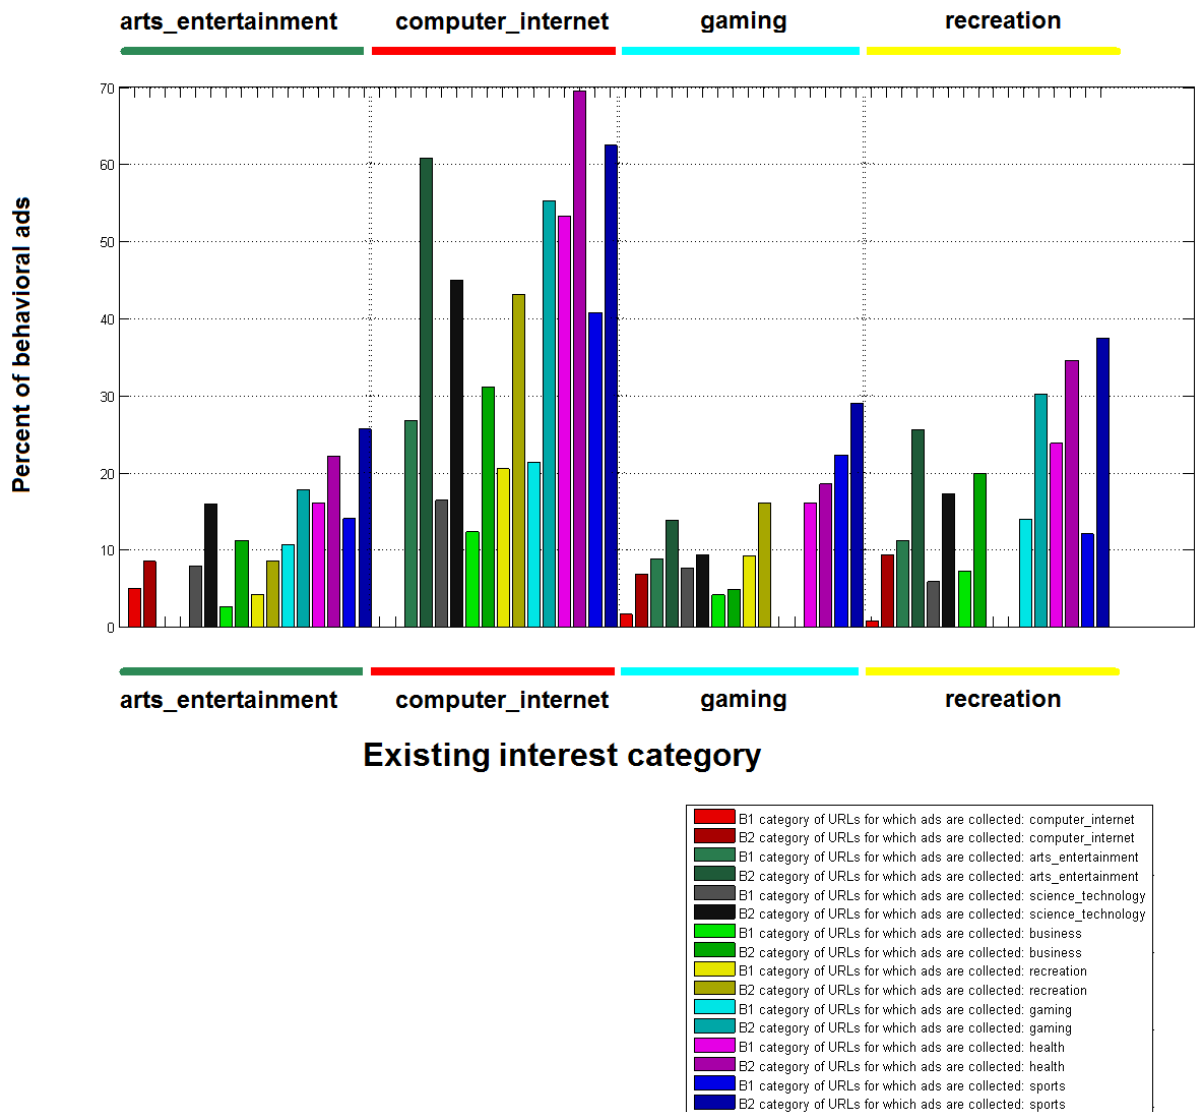 arts_entertainment computer_internet gaming recreation
70
60
50
40
30
20
10
0
Percent of behavioral ads
arts_entertainment computer_internet gaming recreation
Existing interest category
B1 category of URLs for which ads are collected: computer_internet
B2 category of URLs for which ads are collected: computer_internet
B1 category of URLs for which ads are collected: arts_entertainment
B2 category of URLs for which ads are collected: arts_entertainment
B1 category of URLs for which ads are collected: science_technology
B2 category of URLs for which ads are collected: science_technology
B1 category of URLs for which ads are collected: business
B2 category of URLs for which ads are collected: business
B1 category of URLs for which ads are collected: recreation
B2 category of URLs for which ads are collected: recreation
B1 category of URLs for which ads are collected: gaming
B2 category of URLs for which ads are collected: gaming
B1 category of URLs for which ads are collected: health
B2 category of URLs for which ads are collected: health
B1 category of URLs for which ads are collected: sports
B2 category of URLs for which ads are collected: sports